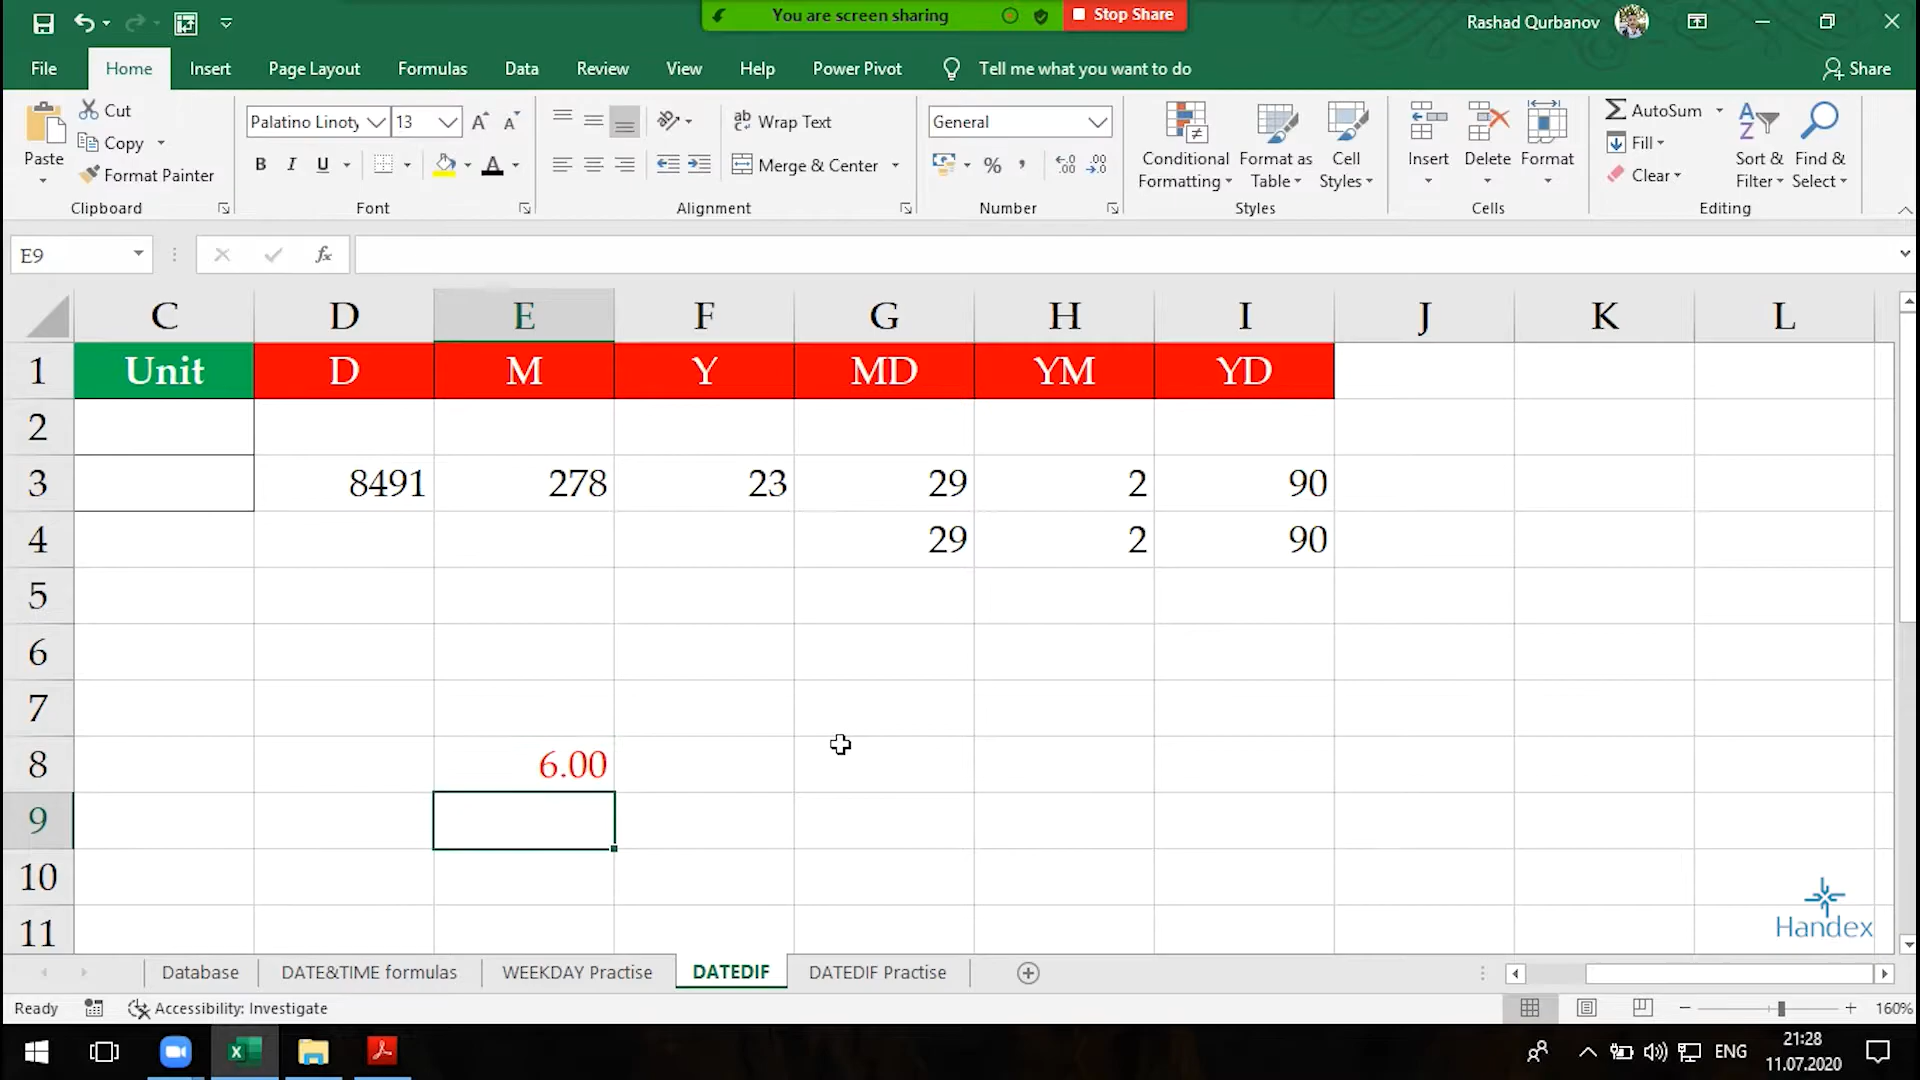 You are screen sharing
Stop Share
Rashad Qurbanov
File
Home
Insert
Page Layout
Formulas
Data
Review
View
Help
Power Pivot
Tell me what you want to do
Share
Paste
Cut
Copy
Format Painter
Clipboard
Palatino Linoty
13
B I U
Font
Wrap Text
Merge & Center
Alignment
General
%
Number
Conditional Formatting
Format as Table
Cell Styles
Styles
Insert
Delete
Format
Cells
AutoSum
Fill
Clear
Sort & Filter
Find & Select
Editing
E9
fx
C D E F G H I J K L
1 Unit D M Y MD YM YD
2
3 8491 278 23 29 2 90
4 29 2 90
5
6
7
8 6.00
9
10
11
Handex
Database
DATE&TIME formulas
WEEKDAY Practise
DATEDIF
DATEDIF Practise
Ready
Accessibility: Investigate
160%
ENG
21:28
11.07.2020